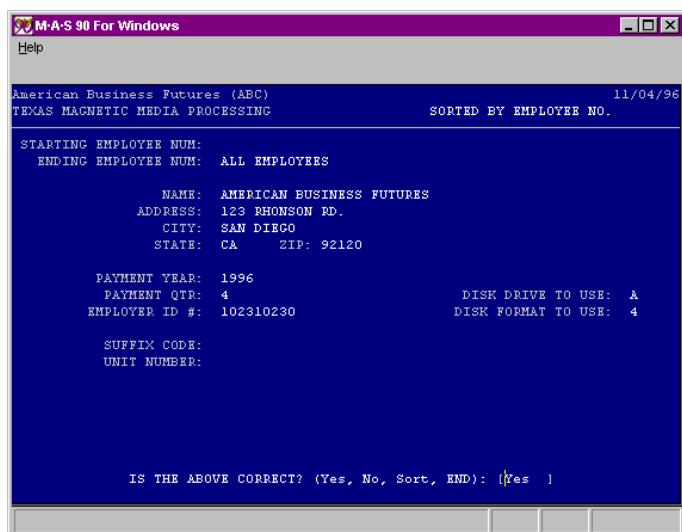 M·A·S 90 For Windows
Help
American Business Futures (ABC) 11/04/96
TEXAS MAGNETIC MEDIA PROCESSING SORTED BY EMPLOYEE NO.
STARTING EMPLOYEE NUM:
ENDING EMPLOYEE NUM: ALL EMPLOYEES
NAME: AMERICAN BUSINESS FUTURES
ADDRESS: 123 RHONSON RD.
CITY: SAN DIEGO
STATE: CA ZIP: 92120
PAYMENT YEAR: 1996
PAYMENT QTR: 4 DISK DRIVE TO USE: A
EMPLOYER ID #: 102310230 DISK FORMAT TO USE: 4
SUFFIX CODE:
UNIT NUMBER:
IS THE ABOVE CORRECT? (Yes, No, Sort, END): [Yes ]